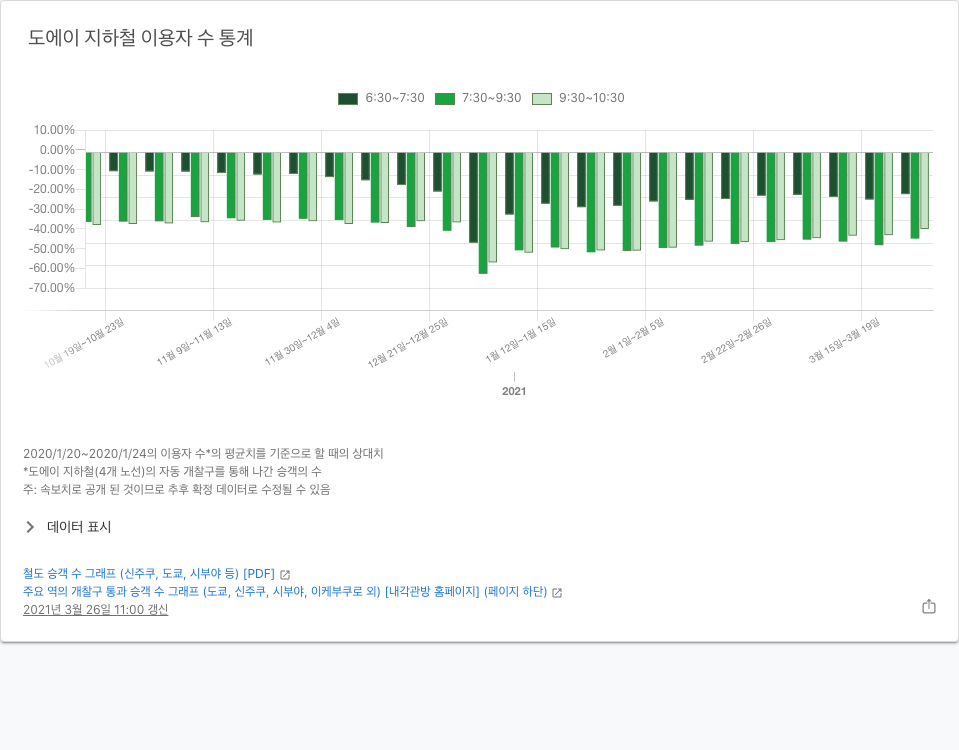 도에이 지하철 이용자 수 통계
6:30~7:30 7:30~9:30 9:30~10:30
10.00%
0.00%
-10.00%
-20.00%
-30.00%
-40.00%
-50.00%
-60.00%
-70.00%
10월 19일~10월 23일
11월 9일~11월 13일
11월 30일~12월 4일
12월 21일~12월 25일
1월 12일~1월 15일
2월 1일~2월 5일
2월 22일~2월 26일
3월 15일~3월 19일
2021
2020/1/20~2020/1/24의 이용자 수*의 평균치를 기준으로 할 때의 상대치
*도에이 지하철(4개 노선)의 자동 개찰구를 통해 나간 승객의 수
주: 속보치로 공개 된 것이므로 추후 확정 데이터로 수정될 수 있음
데이터 표시
철도 승객 수 그래프 (신주쿠, 도쿄, 시부야 등) [PDF]
주요 역의 개찰구 통과 승객 수 그래프 (도쿄, 신주쿠, 시부야, 이케부쿠로 외) [내각관방 홈페이지] (페이지 하단)
2021년 3월 26일 11:00 갱신